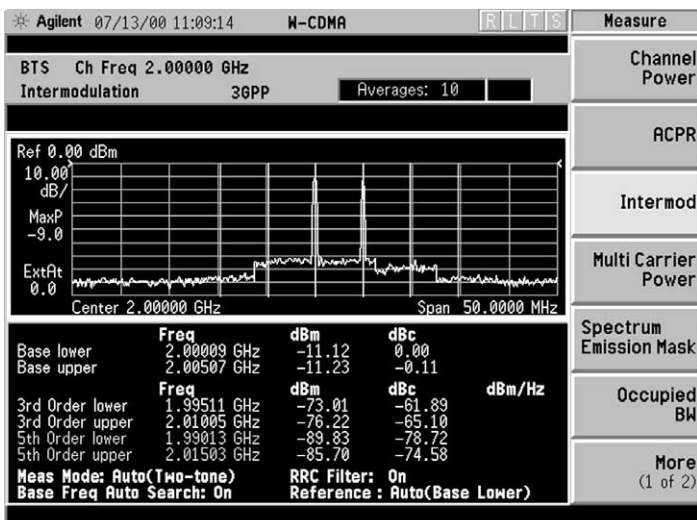 Agilent 07/13/00 11:09:14 W-CDMA R L T S Measure
BTS Ch Freq 2.00000 GHz
Intermodulation 3GPP Averages: 10
Channel Power
ACPR
Intermod
Multi Carrier Power
Spectrum Emission Mask
Occupied BW
More
(1 of 2)
Ref 0.00 dBm
10.00
dB/
MaxP
-9.0
ExtAt
0.0
Center 2.00000 GHz Span 50.0000 MHz
Freq dBm dBc
Base lower 2.00009 GHz -11.12 0.00
Base upper 2.00507 GHz -11.23 -0.11
Freq dBm dBc dBm/Hz
3rd Order lower 1.99511 GHz -73.01 -61.89
3rd Order upper 2.01005 GHz -76.22 -65.10
5th Order lower 1.99013 GHz -89.83 -78.72
5th Order upper 2.01503 GHz -85.70 -74.58
Meas Mode: Auto(Two-tone) RRC Filter: On
Base Freq Auto Search: On Reference : Auto(Base Lower)